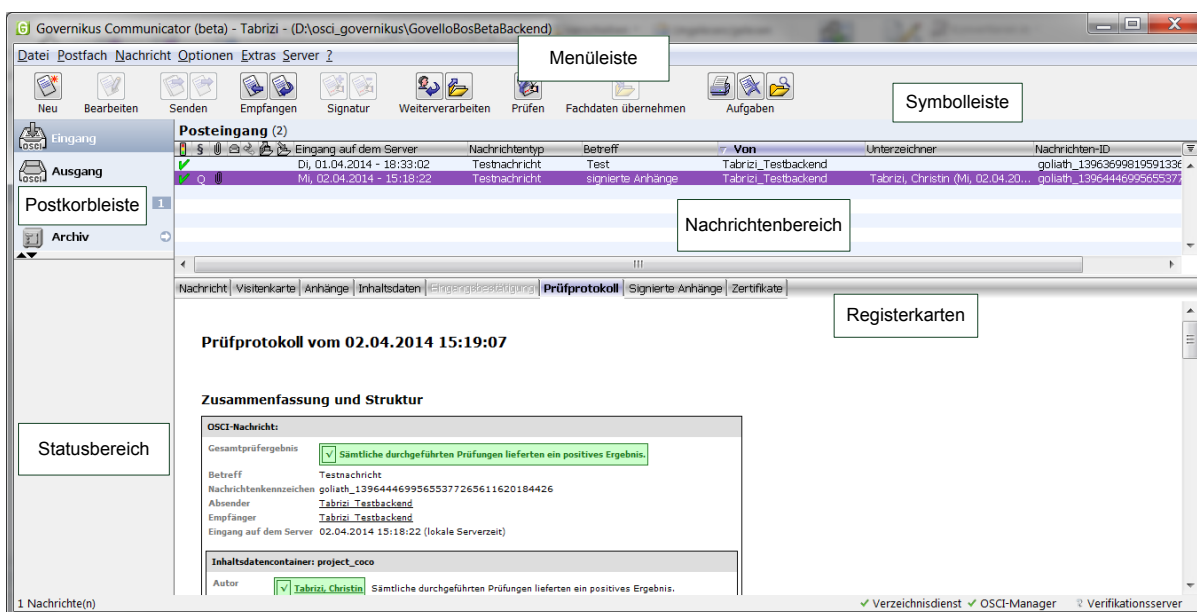 Governikus Communicator (beta) - Tabrizi - (D:\osci_governikus\GovelloBosBetaBackend)
Menüleiste
Datei Postfach Nachricht Optionen Extras Server ?
Neu Bearbeiten Senden Empfangen Signatur Weiterverarbeiten Prüfen Fachdaten übernehmen Aufgaben
Symbolleiste
osci Eingang
osci Ausgang
Postkorbleiste 1
Archiv
Posteingang (2)
§ Eingang auf dem Server Nachrichtentyp Betreff Von Unterzeichner Nachrichten-ID
Di, 01.04.2014 - 18:33:02 Testnachricht Test Tabrizi_Testbackend goliath_13963699819591336
Q Mi, 02.04.2014 - 15:18:22 Testnachricht signierte Anhänge Tabrizi_Testbackend Tabrizi, Christin (Mi, 02.04.20... goliath_13964446995655377
Nachrichtenbereich
Nachricht Visitenkarte Anhänge Inhaltsdaten Eingangsbestätigung Prüfprotokoll Signierte Anhänge Zertifikate
Registerkarten
Prüfprotokoll vom 02.04.2014 15:19:07
Zusammenfassung und Struktur
OSCI-Nachricht:
Gesamtprüfergebnis Sämtliche durchgeführten Prüfungen lieferten ein positives Ergebnis.
Statusbereich
Betreff Testnachricht
Nachrichtenkennzeichen goliath_13964446995655377265611620184426
Absender Tabrizi_Testbackend
Empfänger Tabrizi_Testbackend
Eingang auf dem Server 02.04.2014 15:18:22 (lokale Serverzeit)
Inhaltsdatencontainer: project_coco
Autor Tabrizi, Christin Sämtliche durchgeführten Prüfungen lieferten ein positives Ergebnis.
1 Nachrichte(n) Verzeichnisdienst OSCI-Manager Verifikationsserver